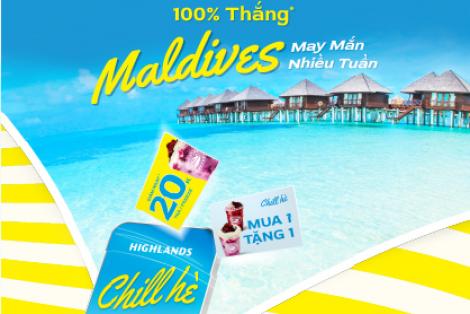 100% Thắng*
Maldives
May Mắn
Nhiều Tuần
20
K
Chill hè
MUA 1
TẶNG 1
HIGHLANDS
Chill hè